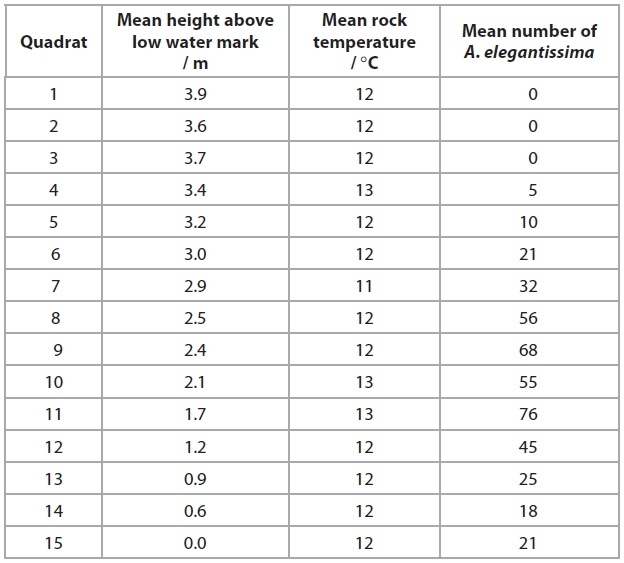 Quadrat | Mean height above low water mark / m | Mean rock temperature / °C | Mean number of A. elegantissima
1 | 3.9 | 12 | 0
2 | 3.6 | 12 | 0
3 | 3.7 | 12 | 0
4 | 3.4 | 13 | 5
5 | 3.2 | 12 | 10
6 | 3.0 | 12 | 21
7 | 2.9 | 11 | 32
8 | 2.5 | 12 | 56
9 | 2.4 | 12 | 68
10 | 2.1 | 13 | 55
11 | 1.7 | 13 | 76
12 | 1.2 | 12 | 45
13 | 0.9 | 12 | 25
14 | 0.6 | 12 | 18
15 | 0.0 | 12 | 21